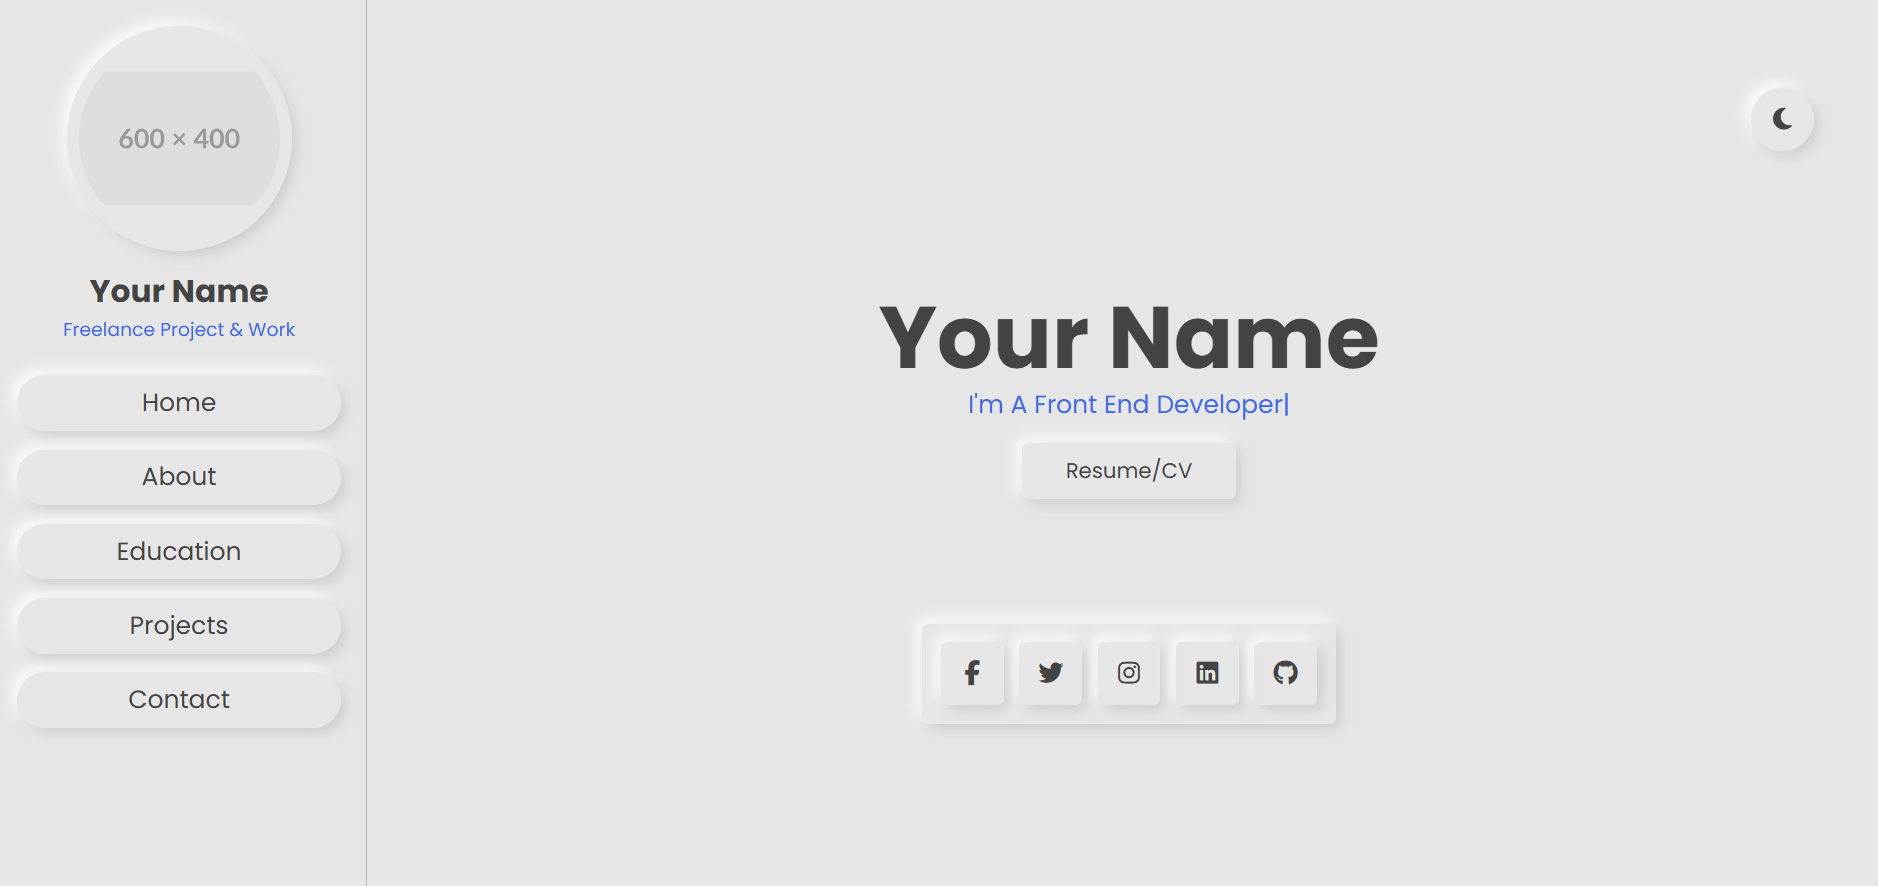 600 × 400
Your Name
Freelance Project & Work
Home
About
Education
Projects
Contact
Your Name
I'm A Front End Developer|
Resume/CV